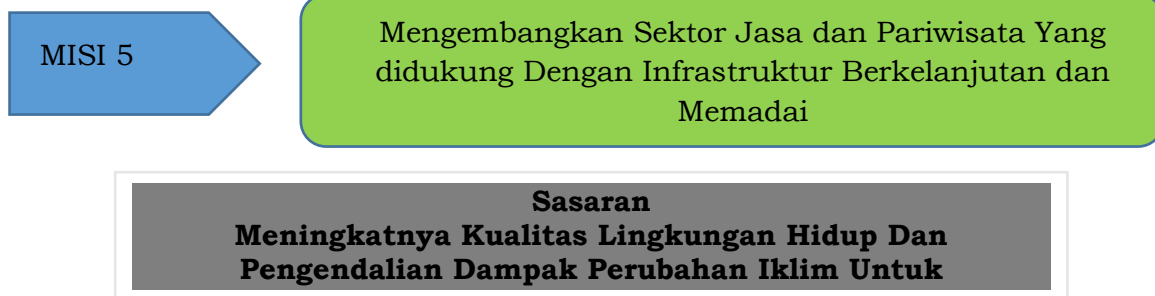 MISI 5
Mengembangkan Sektor Jasa dan Pariwisata Yang
didukung Dengan Infrastruktur Berkelanjutan dan
Memadai
Sasaran
Meningkatnya Kualitas Lingkungan Hidup Dan
Pengendalian Dampak Perubahan Iklim Untuk